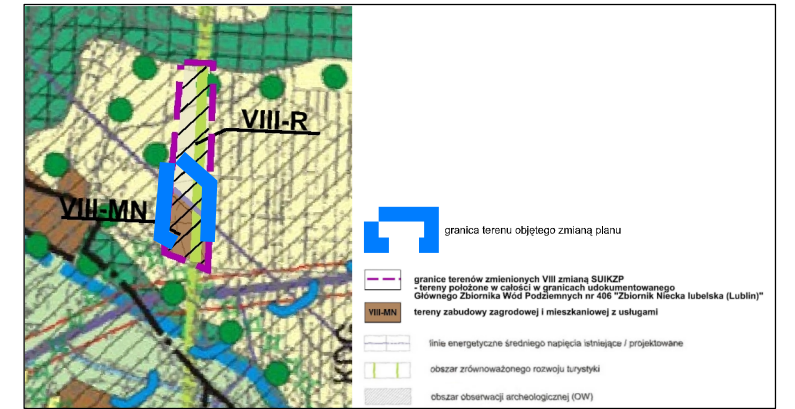 VIII-R
VIII-MN
KDG
granica terenu objętego zmianą planu
granice terenów zmienionych VIII zmianą SUIKZP
- tereny położone w całości w granicach udokumentowanego
Głównego Zbiornika Wód Podziemnych nr 406 "Zbiornik Niecka lubelska (Lublin)"
VIII-MN tereny zabudowy zagrodowej i mieszkaniowej z usługami
linie energetyczne średniego napięcia istniejące / projektowane
obszar zrównoważonego rozwoju turystyki
obszar obserwacji archeologicznej (OW)